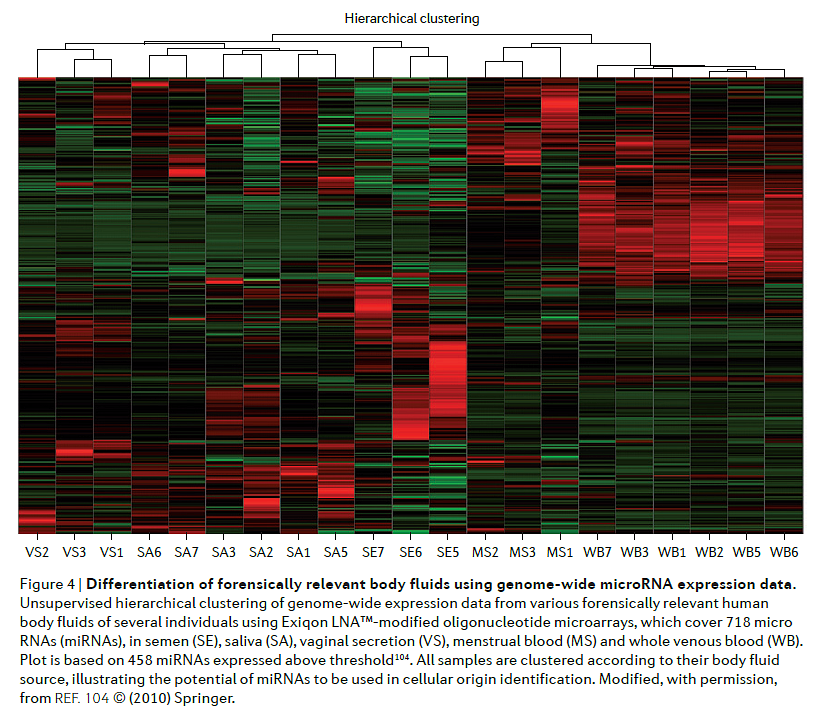 Hierarchical clustering
VS2 VS3 VS1 SA6 SA7 SA3 SA2 SA1 SA5 SE7 SE6 SE5 MS2 MS3 MS1 WB7 WB3 WB1 WB2 WB5 WB6
Figure 4 | Differentiation of forensically relevant body fluids using genome-wide microRNA expression data.
Unsupervised hierarchical clustering of genome-wide expression data from various forensically relevant human
body fluids of several individuals using Exiqon LNA™-modified oligonucleotide microarrays, which cover 718 micro
RNAs (miRNAs), in semen (SE), saliva (SA), vaginal secretion (VS), menstrual blood (MS) and whole venous blood (WB).
Plot is based on 458 miRNAs expressed above threshold¹⁰⁴. All samples are clustered according to their body fluid
source, illustrating the potential of miRNAs to be used in cellular origin identification. Modified, with permission,
from REF. 104 © (2010) Springer.